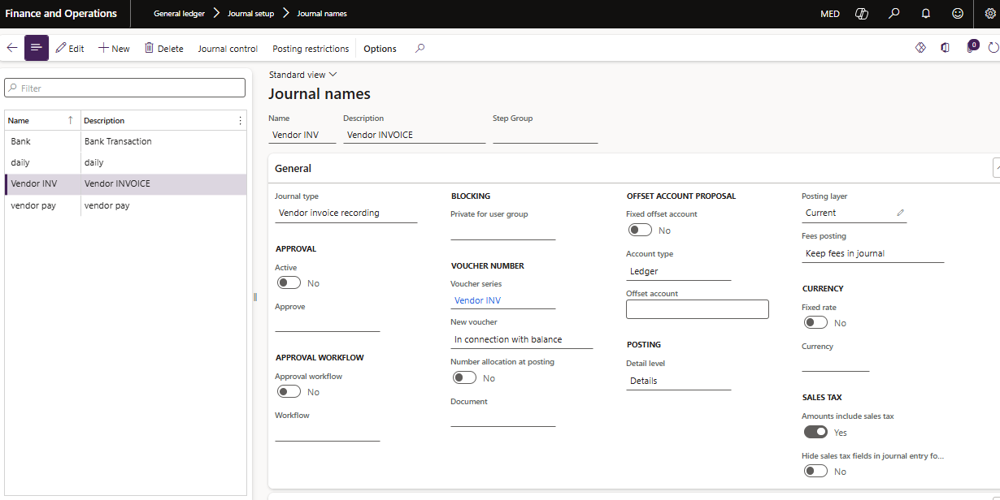 Finance and Operations
General ledger > Journal setup > Journal names
MED
Edit
New
Delete
Journal control
Posting restrictions
Options
0
Filter
Name
Description
Bank
Bank Transaction
daily
daily
Vendor INV
Vendor INVOICE
vendor pay
vendor pay
Standard view
Journal names
Name
Vendor INV
Description
Vendor INVOICE
Step Group
General
Journal type
Vendor invoice recording
APPROVAL
Active
No
Approve
APPROVAL WORKFLOW
Approval workflow
No
Workflow
BLOCKING
Private for user group
VOUCHER NUMBER
Voucher series
Vendor INV
New voucher
In connection with balance
Number allocation at posting
No
Document
OFFSET ACCOUNT PROPOSAL
Fixed offset account
No
Account type
Ledger
Offset account
POSTING
Detail level
Details
Posting layer
Current
Fees posting
Keep fees in journal
CURRENCY
Fixed rate
No
Currency
SALES TAX
Amounts include sales tax
Yes
Hide sales tax fields in journal entry fo...
No